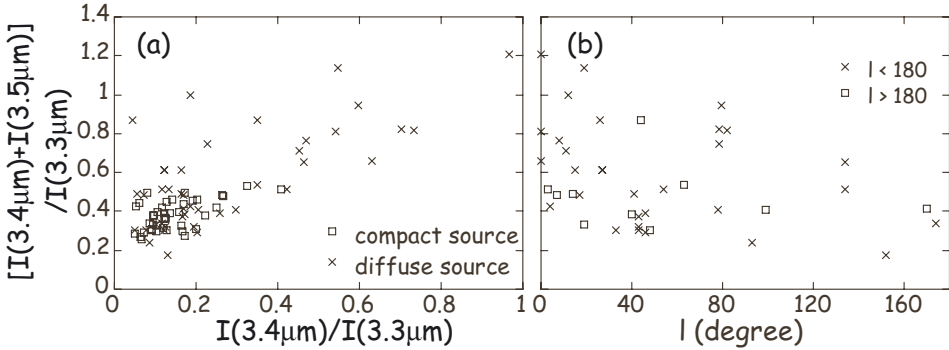 [I(3.4μm)+I(3.5μm)]
/I(3.3μm)
1.4
1.2
1
0.8
0.6
0.4
0.2
0
(a)
compact source
diffuse source
0
0.2
0.4
0.6
0.8
1
I(3.4μm)/I(3.3μm)
(b)
l < 180
l > 180
0
40
80
120
160
l (degree)